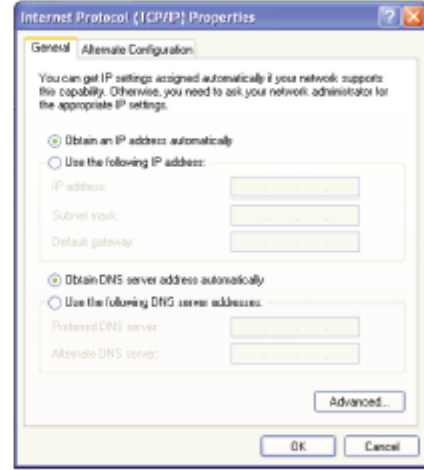 Internet Protocol (TCP/IP) Properties
General
Alternate Configuration
You can get IP settings assigned automatically if your network supports
this capability. Otherwise, you need to ask your network administrator for
the appropriate IP settings.
Obtain an IP address automatically
Use the following IP address:
IP address:
Subnet mask:
Default gateway:
Obtain DNS server address automatically
Use the following DNS server addresses:
Preferred DNS server:
Alternate DNS server:
Advanced...
OK
Cancel